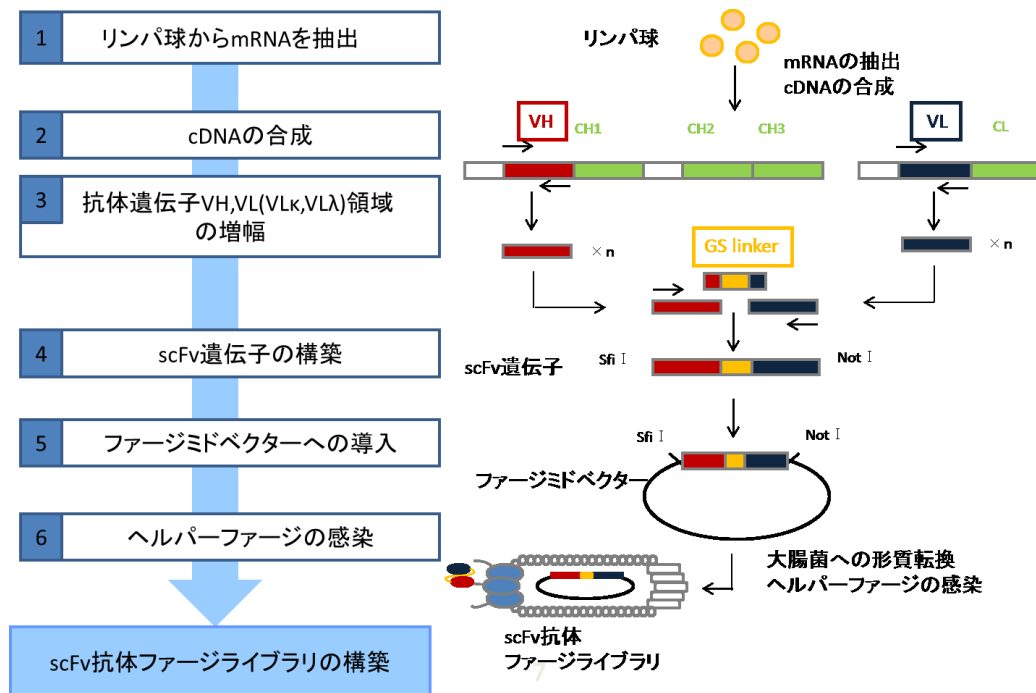 1
リンパ球からmRNAを抽出
2
cDNAの合成
3
抗体遺伝子VH,VL(VLκ,VLλ)領域
の増幅
4
scFv遺伝子の構築
5
ファージミドベクターへの導入
6
ヘルパーファージの感染
scFv抗体ファージライブラリの構築
リンパ球
mRNAの抽出
cDNAの合成
VH
CH1
CH2
CH3
VL
CL
×n
×n
GS linker
scFv遺伝子
Sfi Ⅰ
Not Ⅰ
Sfi Ⅰ
Not Ⅰ
ファージミドベクター
大腸菌への形質転換
ヘルパーファージの感染
scFv抗体
ファージライブラリ
7